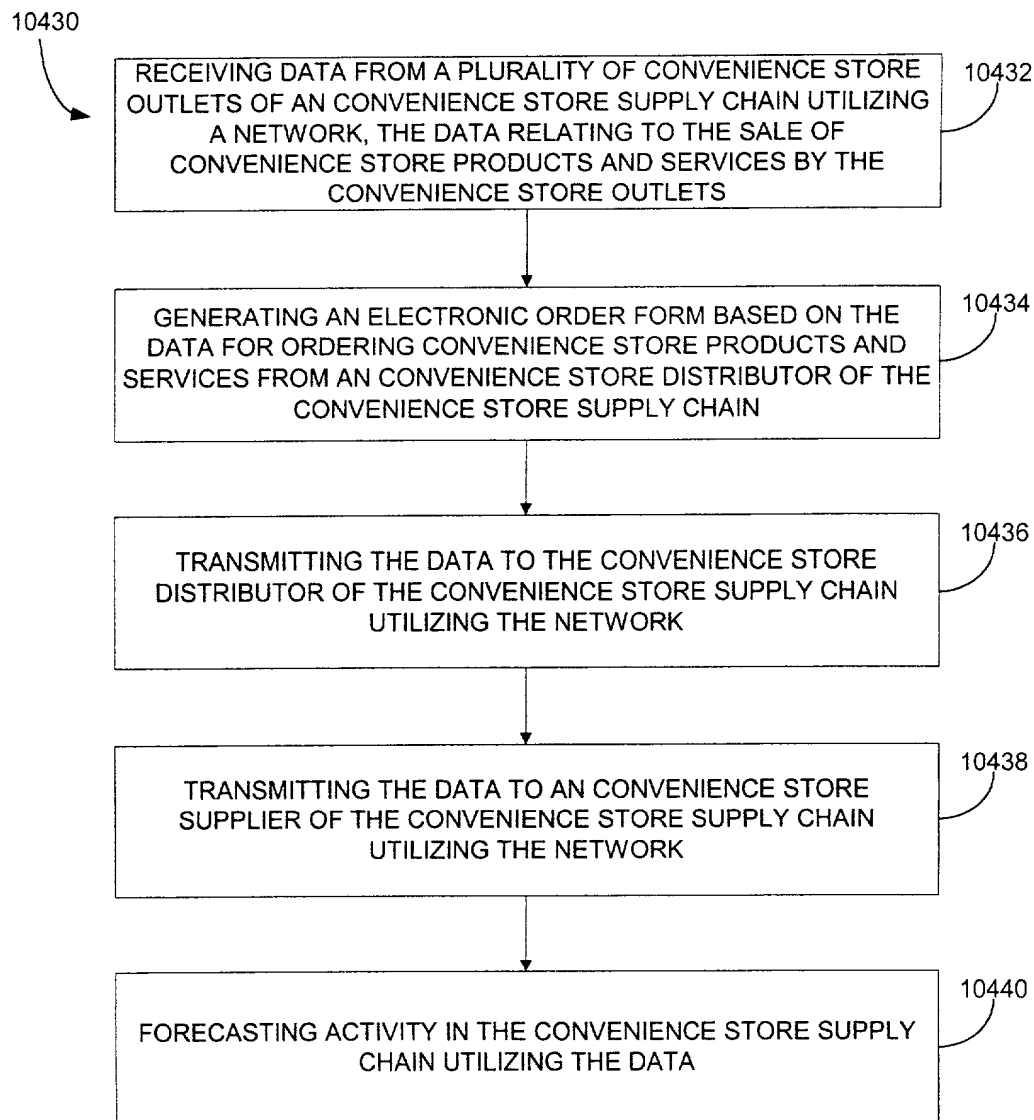 10430
RECEIVING DATA FROM A PLURALITY OF CONVENIENCE STORE
OUTLETS OF AN CONVENIENCE STORE SUPPLY CHAIN UTILIZING
A NETWORK, THE DATA RELATING TO THE SALE OF
CONVENIENCE STORE PRODUCTS AND SERVICES BY THE
CONVENIENCE STORE OUTLETS
10432
GENERATING AN ELECTRONIC ORDER FORM BASED ON THE
DATA FOR ORDERING CONVENIENCE STORE PRODUCTS AND
SERVICES FROM AN CONVENIENCE STORE DISTRIBUTOR OF THE
CONVENIENCE STORE SUPPLY CHAIN
10434
TRANSMITTING THE DATA TO THE CONVENIENCE STORE
DISTRIBUTOR OF THE CONVENIENCE STORE SUPPLY CHAIN
UTILIZING THE NETWORK
10436
TRANSMITTING THE DATA TO AN CONVENIENCE STORE
SUPPLIER OF THE CONVENIENCE STORE SUPPLY CHAIN
UTILIZING THE NETWORK
10438
FORECASTING ACTIVITY IN THE CONVENIENCE STORE SUPPLY
CHAIN UTILIZING THE DATA
10440